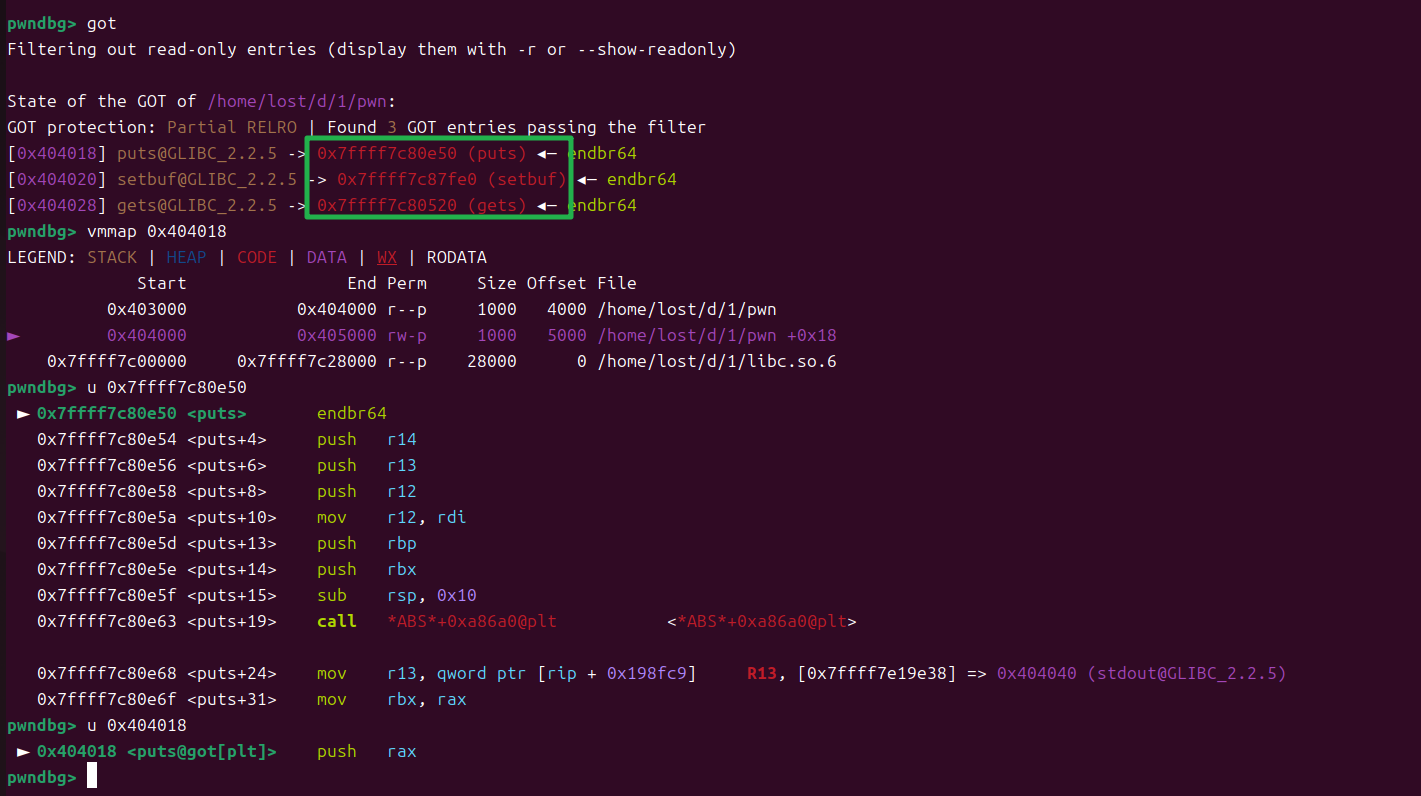 pwndbg> got
Filtering out read-only entries (display them with -r or --show-readonly)
State of the GOT of /home/lost/d/1/pwn:
GOT protection: Partial RELRO | Found 3 GOT entries passing the filter
[0x404018] puts@GLIBC_2.2.5 -> 0x7ffff7c80e50 (puts) ◂— endbr64
[0x404020] setbuf@GLIBC_2.2.5 -> 0x7ffff7c87fe0 (setbuf) ◂— endbr64
[0x404028] gets@GLIBC_2.2.5 -> 0x7ffff7c80520 (gets) ◂— endbr64
pwndbg> vmmap 0x404018
LEGEND: STACK | HEAP | CODE | DATA | WX | RODATA
             Start                End Perm     Size Offset File
          0x403000           0x404000 r--p     1000   4000 /home/lost/d/1/pwn
►         0x404000           0x405000 rw-p     1000   5000 /home/lost/d/1/pwn +0x18
    0x7ffff7c00000     0x7ffff7c28000 r--p    28000      0 /home/lost/d/1/libc.so.6
pwndbg> u 0x7ffff7c80e50
 ► 0x7ffff7c80e50 <puts>       endbr64
   0x7ffff7c80e54 <puts+4>     push   r14
   0x7ffff7c80e56 <puts+6>     push   r13
   0x7ffff7c80e58 <puts+8>     push   r12
   0x7ffff7c80e5a <puts+10>    mov    r12, rdi
   0x7ffff7c80e5d <puts+13>    push   rbp
   0x7ffff7c80e5e <puts+14>    push   rbx
   0x7ffff7c80e5f <puts+15>    sub    rsp, 0x10
   0x7ffff7c80e63 <puts+19>    call   *ABS*+0xa86a0@plt           <*ABS*+0xa86a0@plt>
   0x7ffff7c80e68 <puts+24>    mov    r13, qword ptr [rip + 0x198fc9]     R13, [0x7ffff7e19e38] => 0x404040 (stdout@GLIBC_2.2.5)
   0x7ffff7c80e6f <puts+31>    mov    rbx, rax
pwndbg> u 0x404018
 ► 0x404018 <puts@got[plt]>    push   rax
pwndbg>